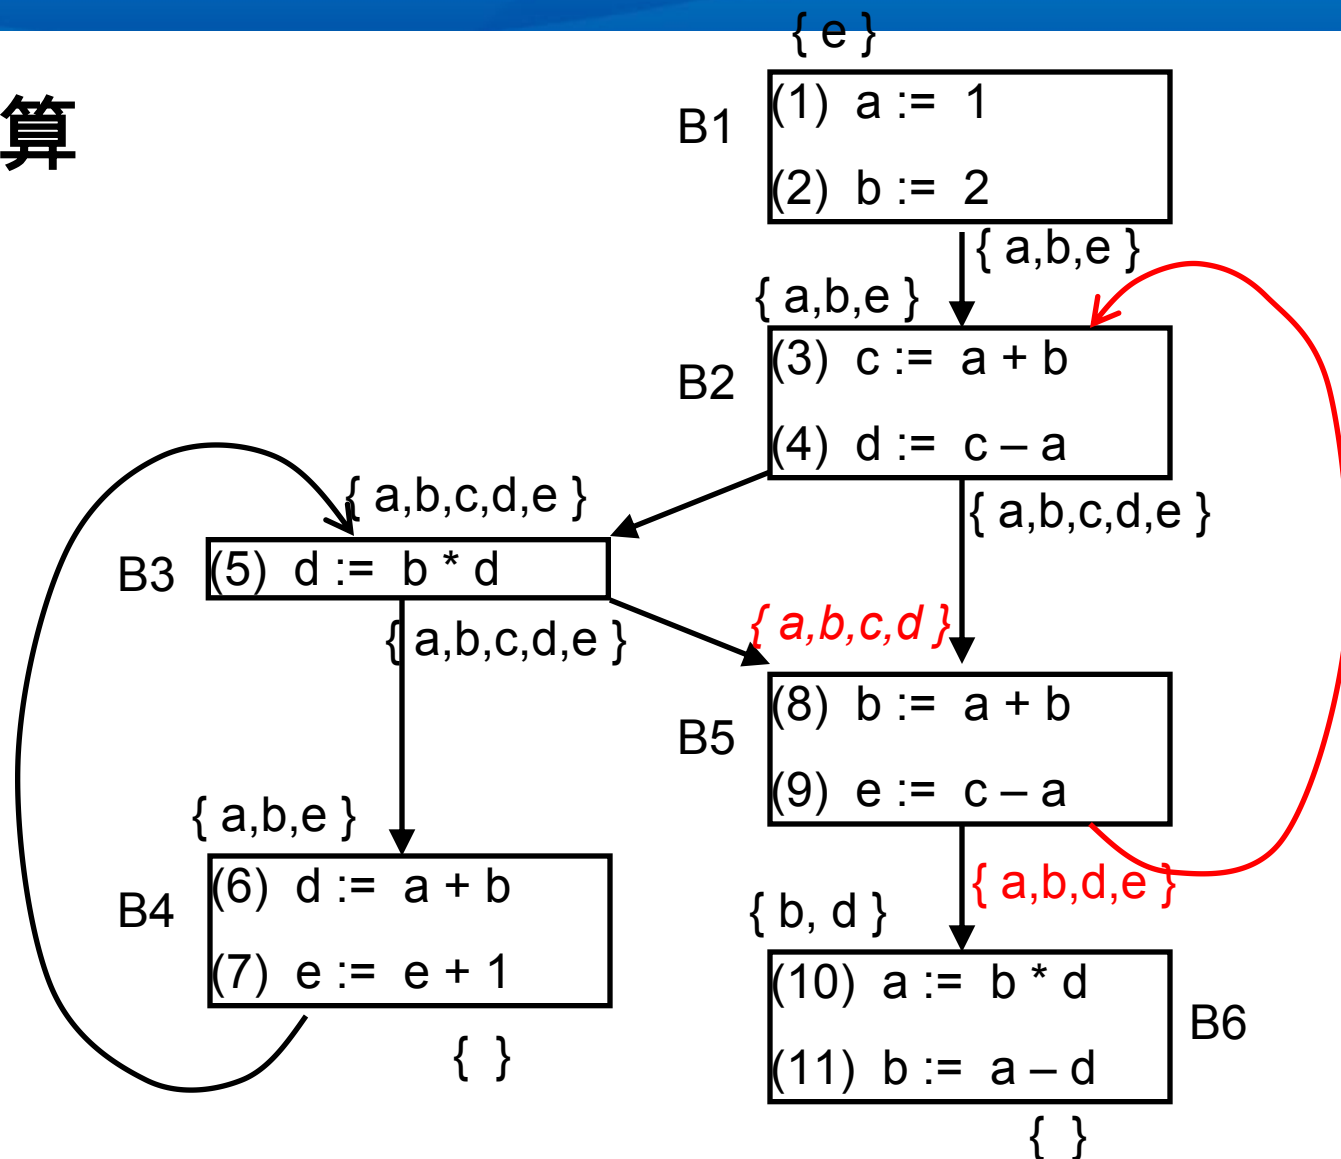 算
{ e }
B1
(1) a := 1
(2) b := 2
{ a,b,e }
{ a,b,e }
B2
(3) c := a + b
(4) d := c – a
{ a,b,c,d,e }
{ a,b,c,d,e }
B3
(5) d := b * d
{ a,b,c,d,e }
{ a,b,c,d }
B5
(8) b := a + b
(9) e := c – a
{ a,b,e }
B4
(6) d := a + b
(7) e := e + 1
{ }
{ a,b,d,e }
{ b, d }
(10) a := b * d
(11) b := a – d
B6
{ }